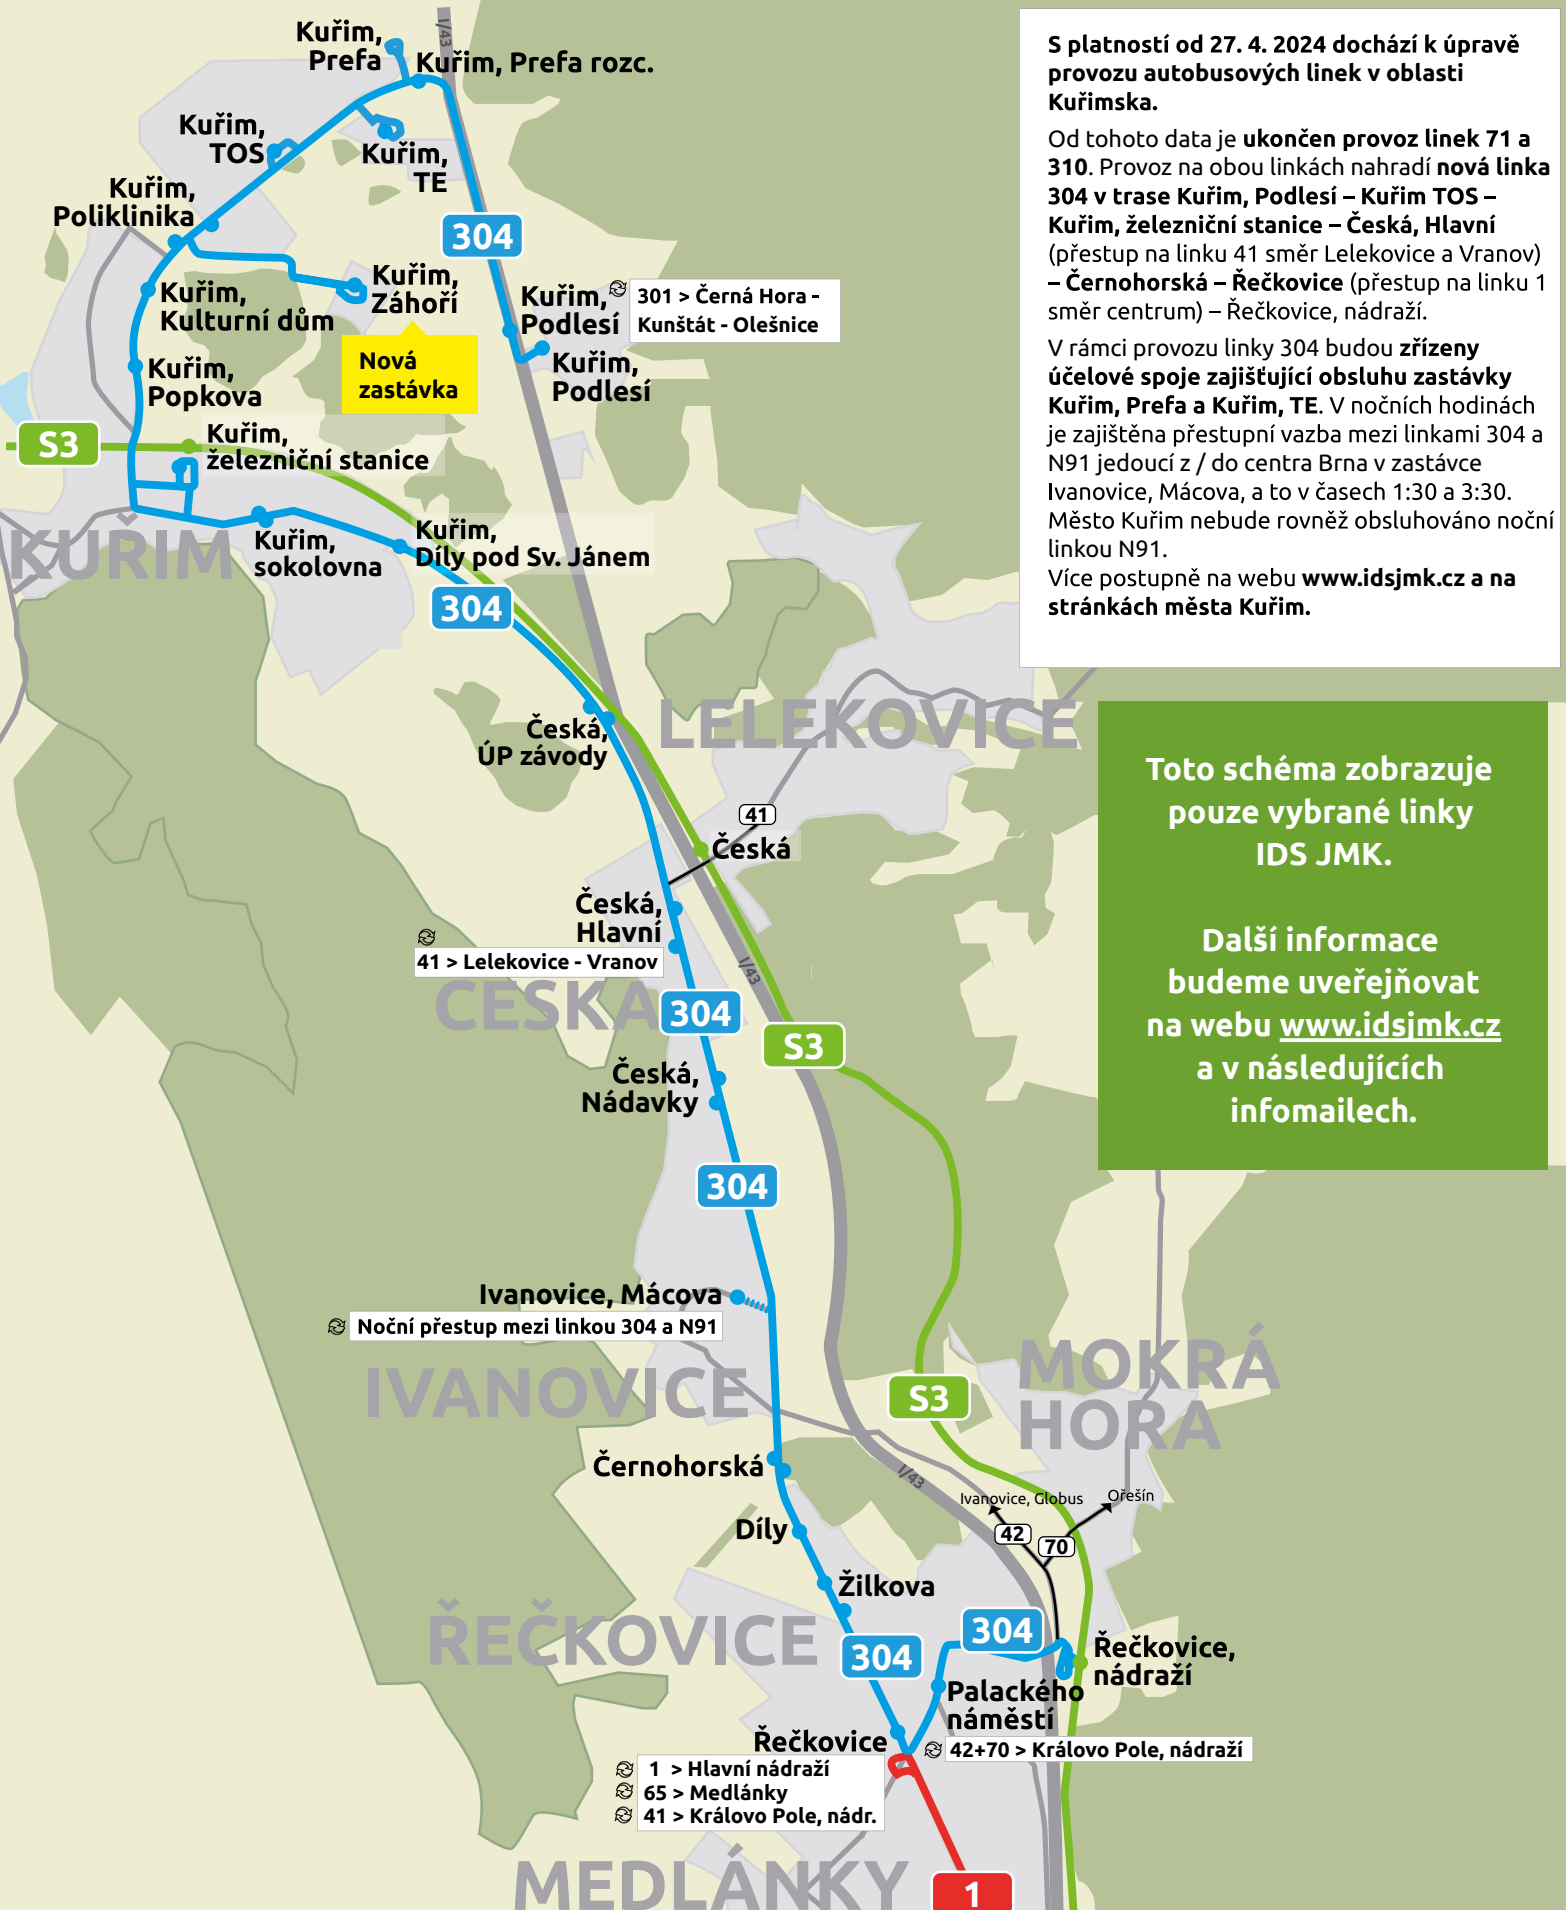 S platností od 27. 4. 2024 dochází k úpravě
provozu autobusových linek v oblasti
Kuřimska.
Od tohoto data je ukončen provoz linek 71 a
310. Provoz na obou linkách nahradí nová linka
304 v trase Kuřim, Podlesí – Kuřim TOS –
Kuřim, železniční stanice – Česká, Hlavní
(přestup na linku 41 směr Lelekovice a Vranov)
– Černohorská – Řečkovice (přestup na linku 1
směr centrum) – Řečkovice, nádraží.
V rámci provozu linky 304 budou zřízeny
účelové spoje zajišťující obsluhu zastávky
Kuřim, Prefa a Kuřim, TE. V nočních hodinách
je zajištěna přestupní vazba mezi linkami 304 a
N91 jedoucí z / do centra Brna v zastávce
Ivanovice, Mácova, a to v časech 1:30 a 3:30.
Město Kuřim nebude rovněž obsluhováno noční
linkou N91.
Více postupně na webu www.idsjmk.cz a na
stránkách města Kuřim.
Toto schéma zobrazuje
pouze vybrané linky
IDS JMK.
Další informace
budeme uveřejňovat
na webu www.idsjmk.cz
a v následujících
infomailech.
I/43
Kuřim,
Prefa
Kuřim, Prefa rozc.
Kuřim,
TOS
Kuřim,
TE
Kuřim,
Poliklinika
304
Kuřim,
Záhoří
Nová
zastávka
Kuřim,
Kulturní dům
Kuřim,
Podlesí
301 > Černá Hora -
Kunštát - Olešnice
Kuřim,
Podlesí
Kuřim,
Popkova
S3
Kuřim,
železniční stanice
KUŘIM
Kuřim,
sokolovna
Kuřim,
Díly pod Sv. Jánem
304
LELEKOVICE
Česká,
ÚP závody
41
Česká
Česká,
Hlavní
41 > Lelekovice - Vranov
I/43
ČESKÁ
304
S3
Česká,
Nádavky
304
Ivanovice, Mácova
Noční přestup mezi linkou 304 a N91
IVANOVICE
MOKRÁ
HORA
S3
Černohorská
I/43
Ivanovice, Globus
Ořešín
42
70
Díly
Žilkova
ŘEČKOVICE
304
304
Řečkovice,
nádraží
Palackého
náměstí
42+70 > Královo Pole, nádraží
Řečkovice
1 > Hlavní nádraží
65 > Medlánky
41 > Královo Pole, nádr.
MEDLÁNKY
1